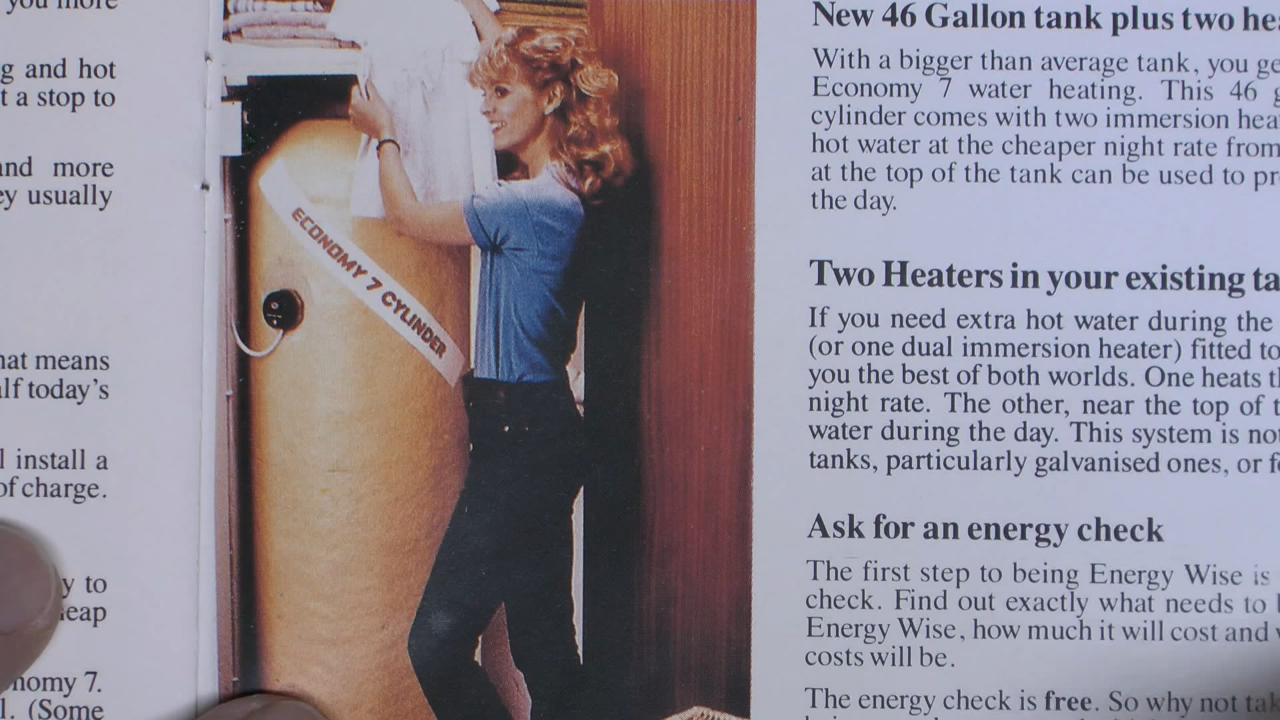 you more
g and hot
t a stop to
and more
ey usually
hat means
alf today's
l install a
of charge.
y to
heap
nomy 7.
l. (Some
ECONOMY 7 CYLINDER
New 46 Gallon tank plus two hea
With a bigger than average tank, you ge
Economy 7 water heating. This 46 g
cylinder comes with two immersion hea
hot water at the cheaper night rate from
at the top of the tank can be used to pr
the day.
Two Heaters in your existing ta
If you need extra hot water during the
(or one dual immersion heater) fitted to
you the best of both worlds. One heats th
night rate. The other, near the top of t
water during the day. This system is no
tanks, particularly galvanised ones, or f
Ask for an energy check
The first step to being Energy Wise is
check. Find out exactly what needs to
Energy Wise, how much it will cost and
costs will be.
The energy check is free. So why not tak